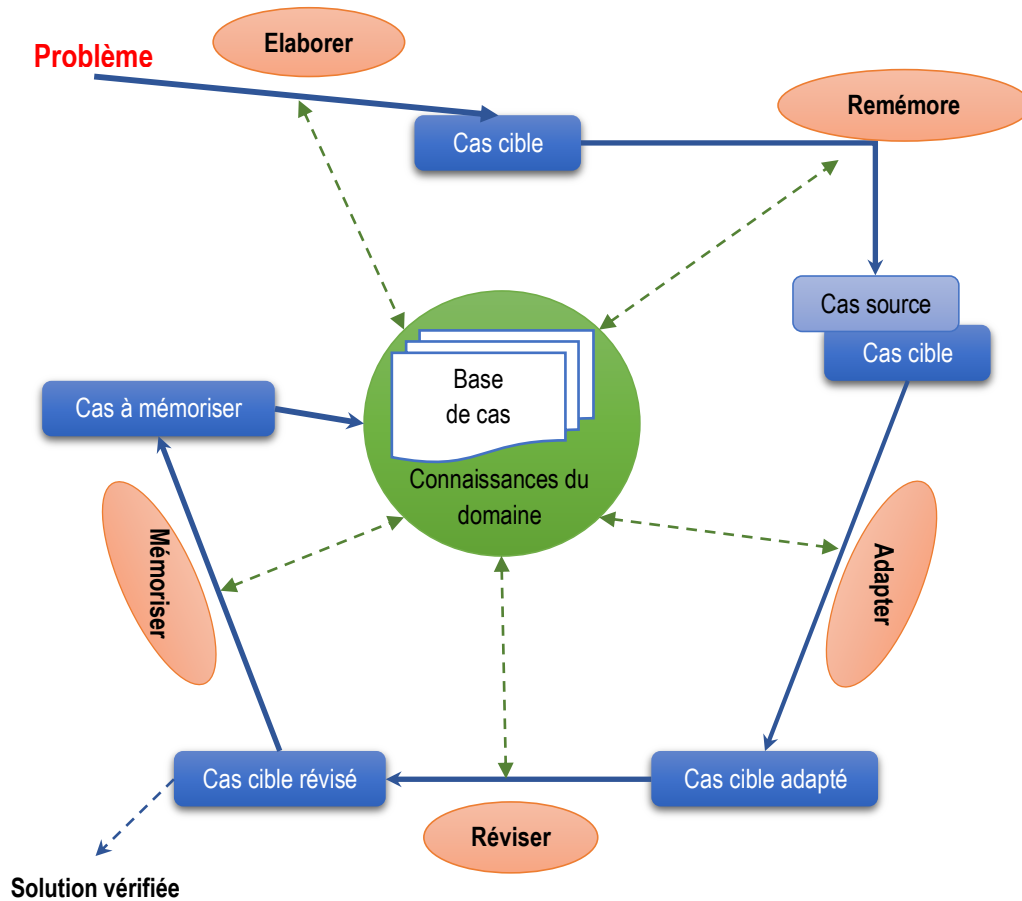 Elaborer
Problème
Remémore
Cas cible
Cas source
Cas cible
Base
de cas
Cas à mémoriser
Connaissances du
domaine
Mémoriser
Adapter
Cas cible révisé
Cas cible adapté
Réviser
Solution vérifiée